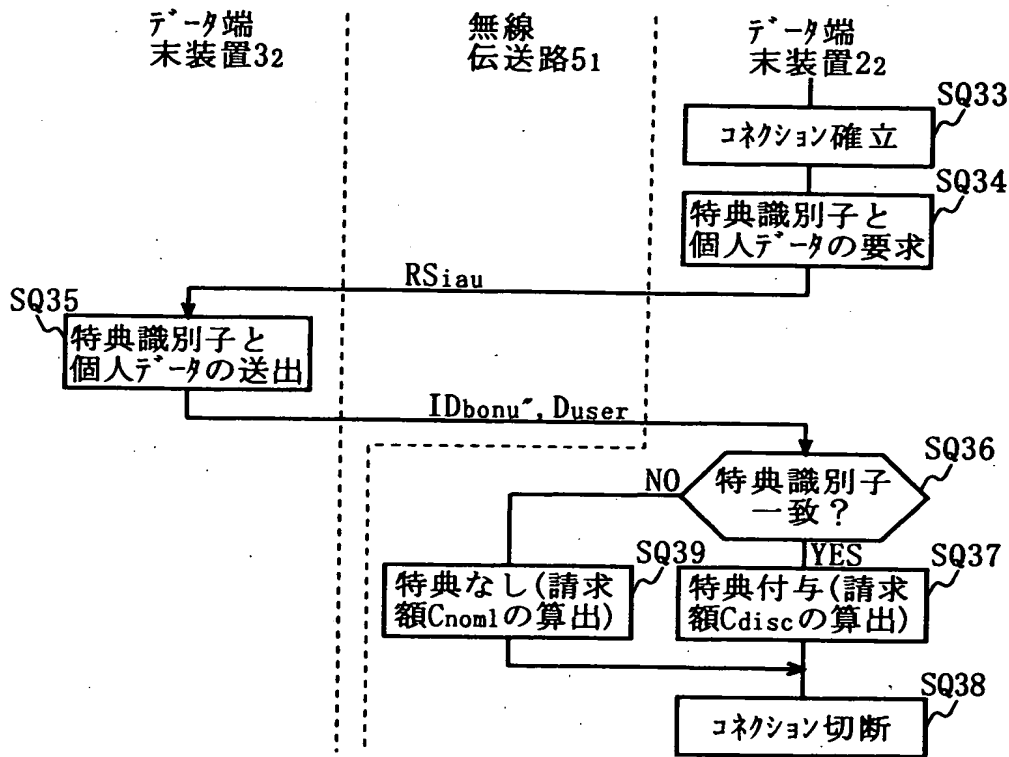 データ端
末装置32
無線
伝送路51
データ端
末装置22
SQ33
コネクション確立
SQ34
特典識別子と
個人データの要求
RSiau
SQ35
特典識別子と
個人データの送出
IDbonu", Duser
SQ36
特典識別子
一致?
NO
YES
SQ39
特典なし(請求
額Cnomlの算出)
SQ37
特典付与(請求
額Cdiscの算出)
SQ38
コネクション切断